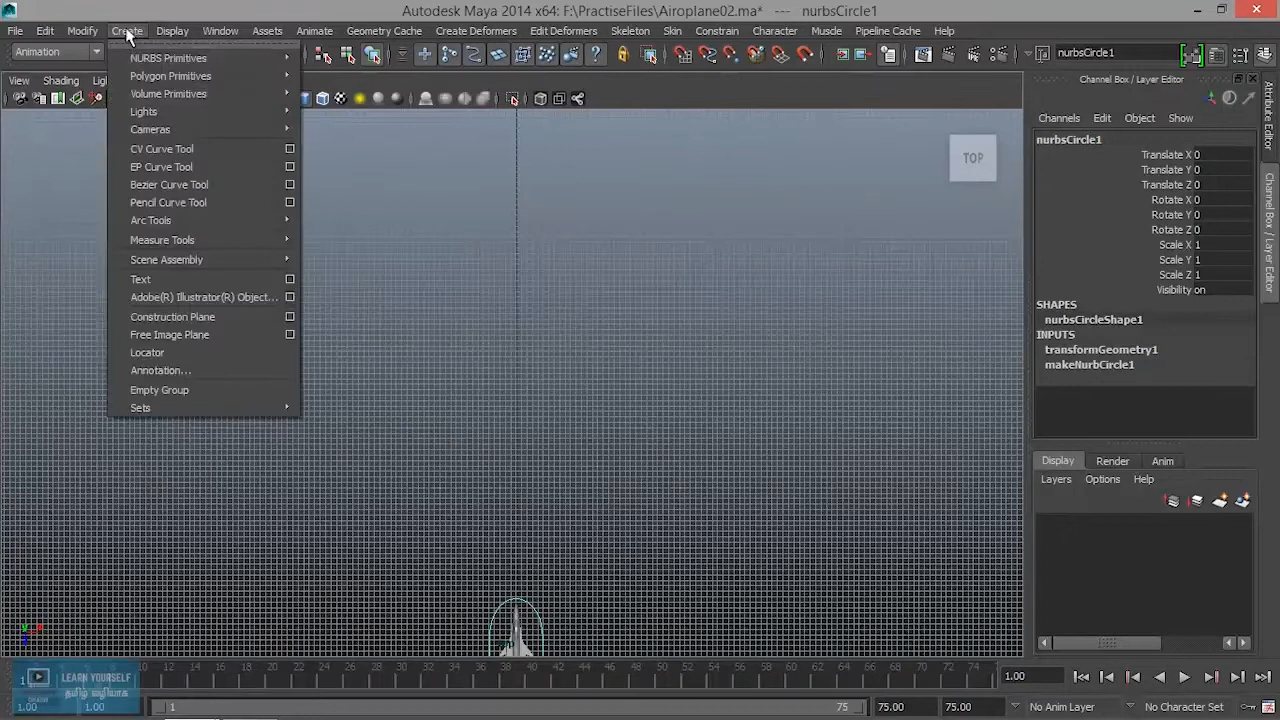 Autodesk Maya 2014 x64: F:\PractiseFiles\Airoplane02.ma* --- nurbsCircle1
File Edit Modify Create Display Window Assets Animate Geometry Cache Create Deformers Edit Deformers Skeleton Skin Constrain Character Muscle Pipeline Cache Help
Animation
nurbsCircle1
View Shading
Channel Box / Layer Editor
Channels Edit Object Show
NURBS Primitives
Polygon Primitives
Volume Primitives
Lights
Cameras
CV Curve Tool
EP Curve Tool
Bezier Curve Tool
Pencil Curve Tool
Arc Tools
Measure Tools
Scene Assembly
Text
Adobe(R) Illustrator(R) Object...
Construction Plane
Free Image Plane
Locator
Annotation...
Empty Group
Sets
TOP
nurbsCircle1
Translate X 0
Translate Y 0
Translate Z 0
Rotate X 0
Rotate Y 0
Rotate Z 0
Scale X 1
Scale Y 1
Scale Z 1
Visibility on
SHAPES
nurbsCircleShape1
INPUTS
transformGeometry1
makeNurbCircle1
Attribute Editor
Channel Box / Layer Editor
Display Render Anim
Layers Options Help
12 14 16 18 20 22 24 26 28 30 32 34 36 38 40 42 44 46 48 50 52 54 56 58 60 62 64 66 68 70 72 74
1.00
LEARN YOURSELF
தமிழ் வழியாக
1.00 1.00 1 75 75.00 75.00 No Anim Layer No Character Set